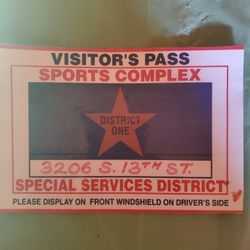 VISITOR'S PASS
SPORTS COMPLEX
DISTRICT
ONE
3206 S. 13TH ST.
SPECIAL SERVICES DISTRICT
PLEASE DISPLAY ON FRONT WINDSHIELD ON DRIVER'S SIDE